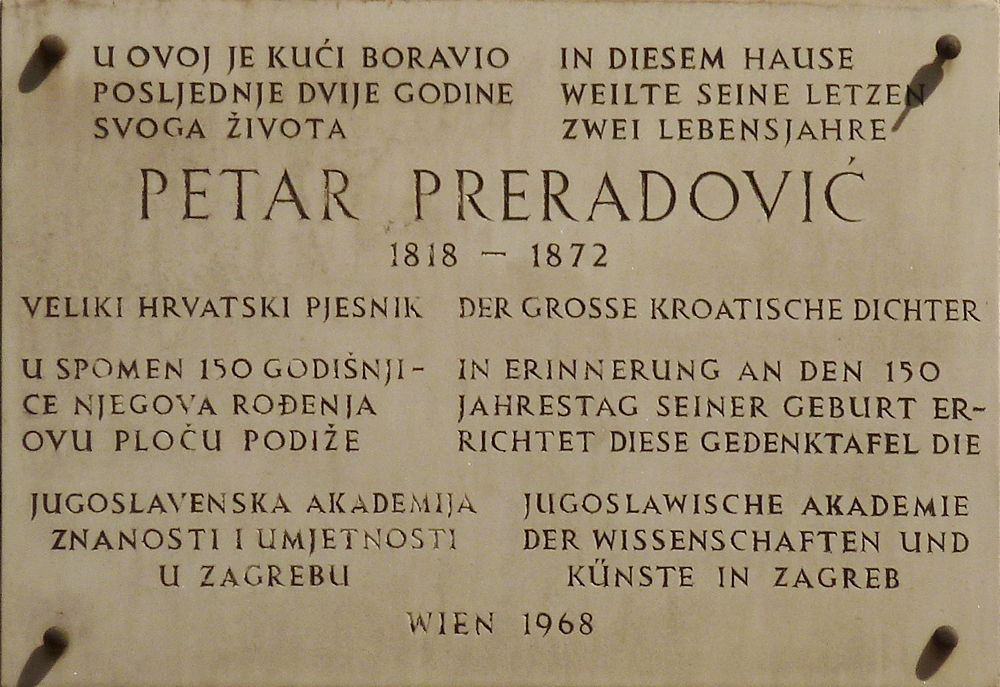 U OVOJ JE KUĆI BORAVIO
POSLJEDNJE DVIJE GODINE
SVOGA ŽIVOTA
IN DIESEM HAUSE
WEILTE SEINE LETZEN
ZWEI LEBENSJAHRE
PETAR PRERADOVIĆ
1818 – 1872
VELIKI HRVATSKI PJESNIK
DER GROSSE KROATISCHE DICHTER
U SPOMEN 150 GODIŠNJI-
CE NJEGOVA ROĐENJA
OVU PLOČU PODIŽE
IN ERINNERUNG AN DEN 150
JAHRESTAG SEINER GEBURT ER-
RICHTET DIESE GEDENKTAFEL DIE
JUGOSLAVENSKA AKADEMIJA
ZNANOSTI I UMJETNOSTI
U ZAGREBU
JUGOSLAWISCHE AKADEMIE
DER WISSENSCHAFTEN UND
KŰNSTE IN ZAGREB
WIEN 1968